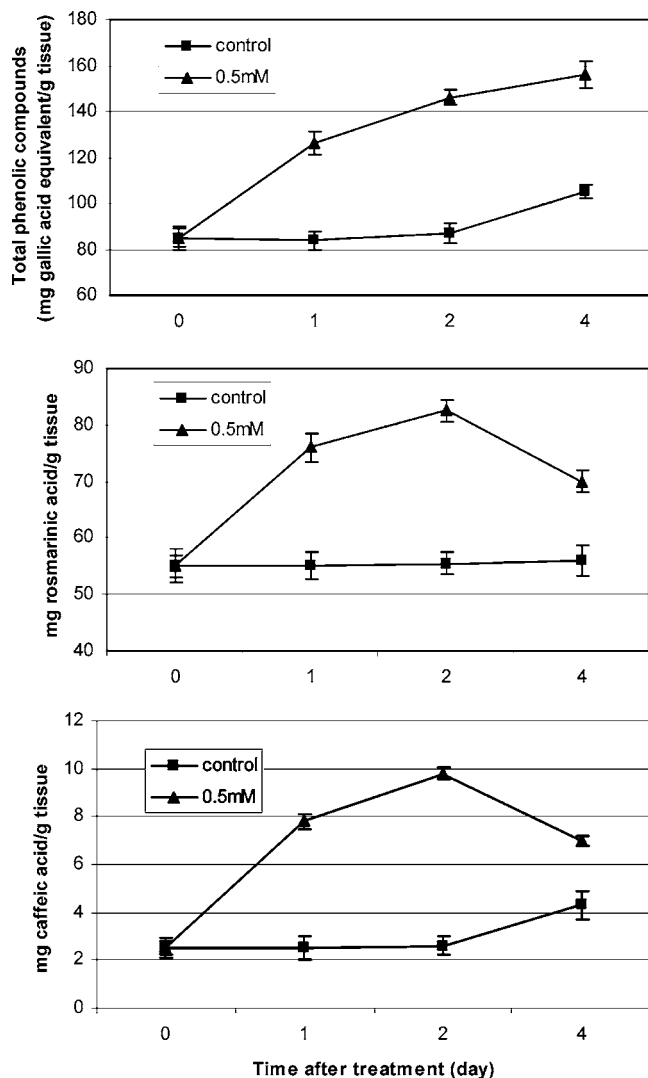 Total phenolic compounds
(mg gallic acid equivalent/g tissue)
180
160
140
120
100
80
60
control
0.5mM
0 1 2 4
mg rosmarinic acid/g tissue
90
80
70
60
50
40
control
0.5mM
0 1 2 4
mg caffeic acid/g tissue
12
10
8
6
4
2
0
control
0.5mM
0 1 2 4
Time after treatment (day)